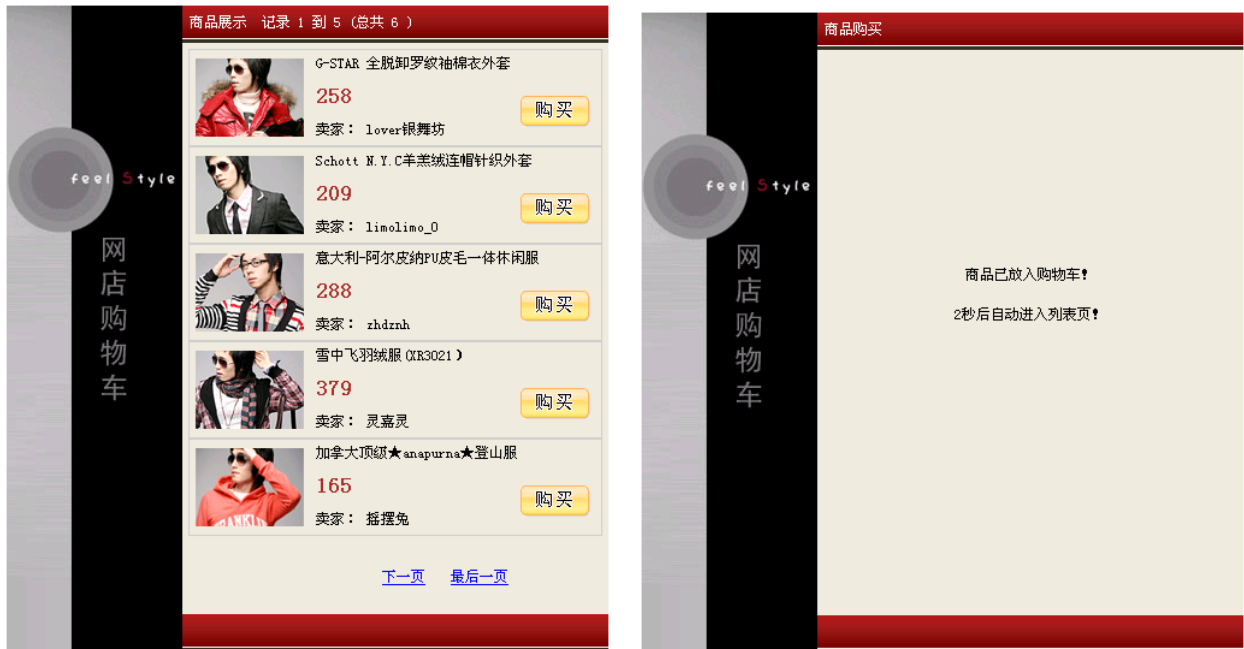 商品展示 记录 1 到 5 (总共 6 )
feel Style
网店购物车
G-STAR 全脱卸罗纹袖棉衣外套
258
购买
卖家： lover银舞坊
Schott N.Y.C羊羔绒连帽针织外套
209
购买
卖家： limolimo_O
意大利-阿尔皮纳PU皮毛一体休闲服
288
购买
卖家： zhdznh
雪中飞羽绒服(XR3021)
379
购买
卖家： 灵嘉灵
加拿大顶级★anapurna★登山服
165
购买
卖家： 摇摆兔
下一页 最后一页
商品购买
feel Style
网店购物车
商品已放入购物车!
2秒后自动进入列表页!